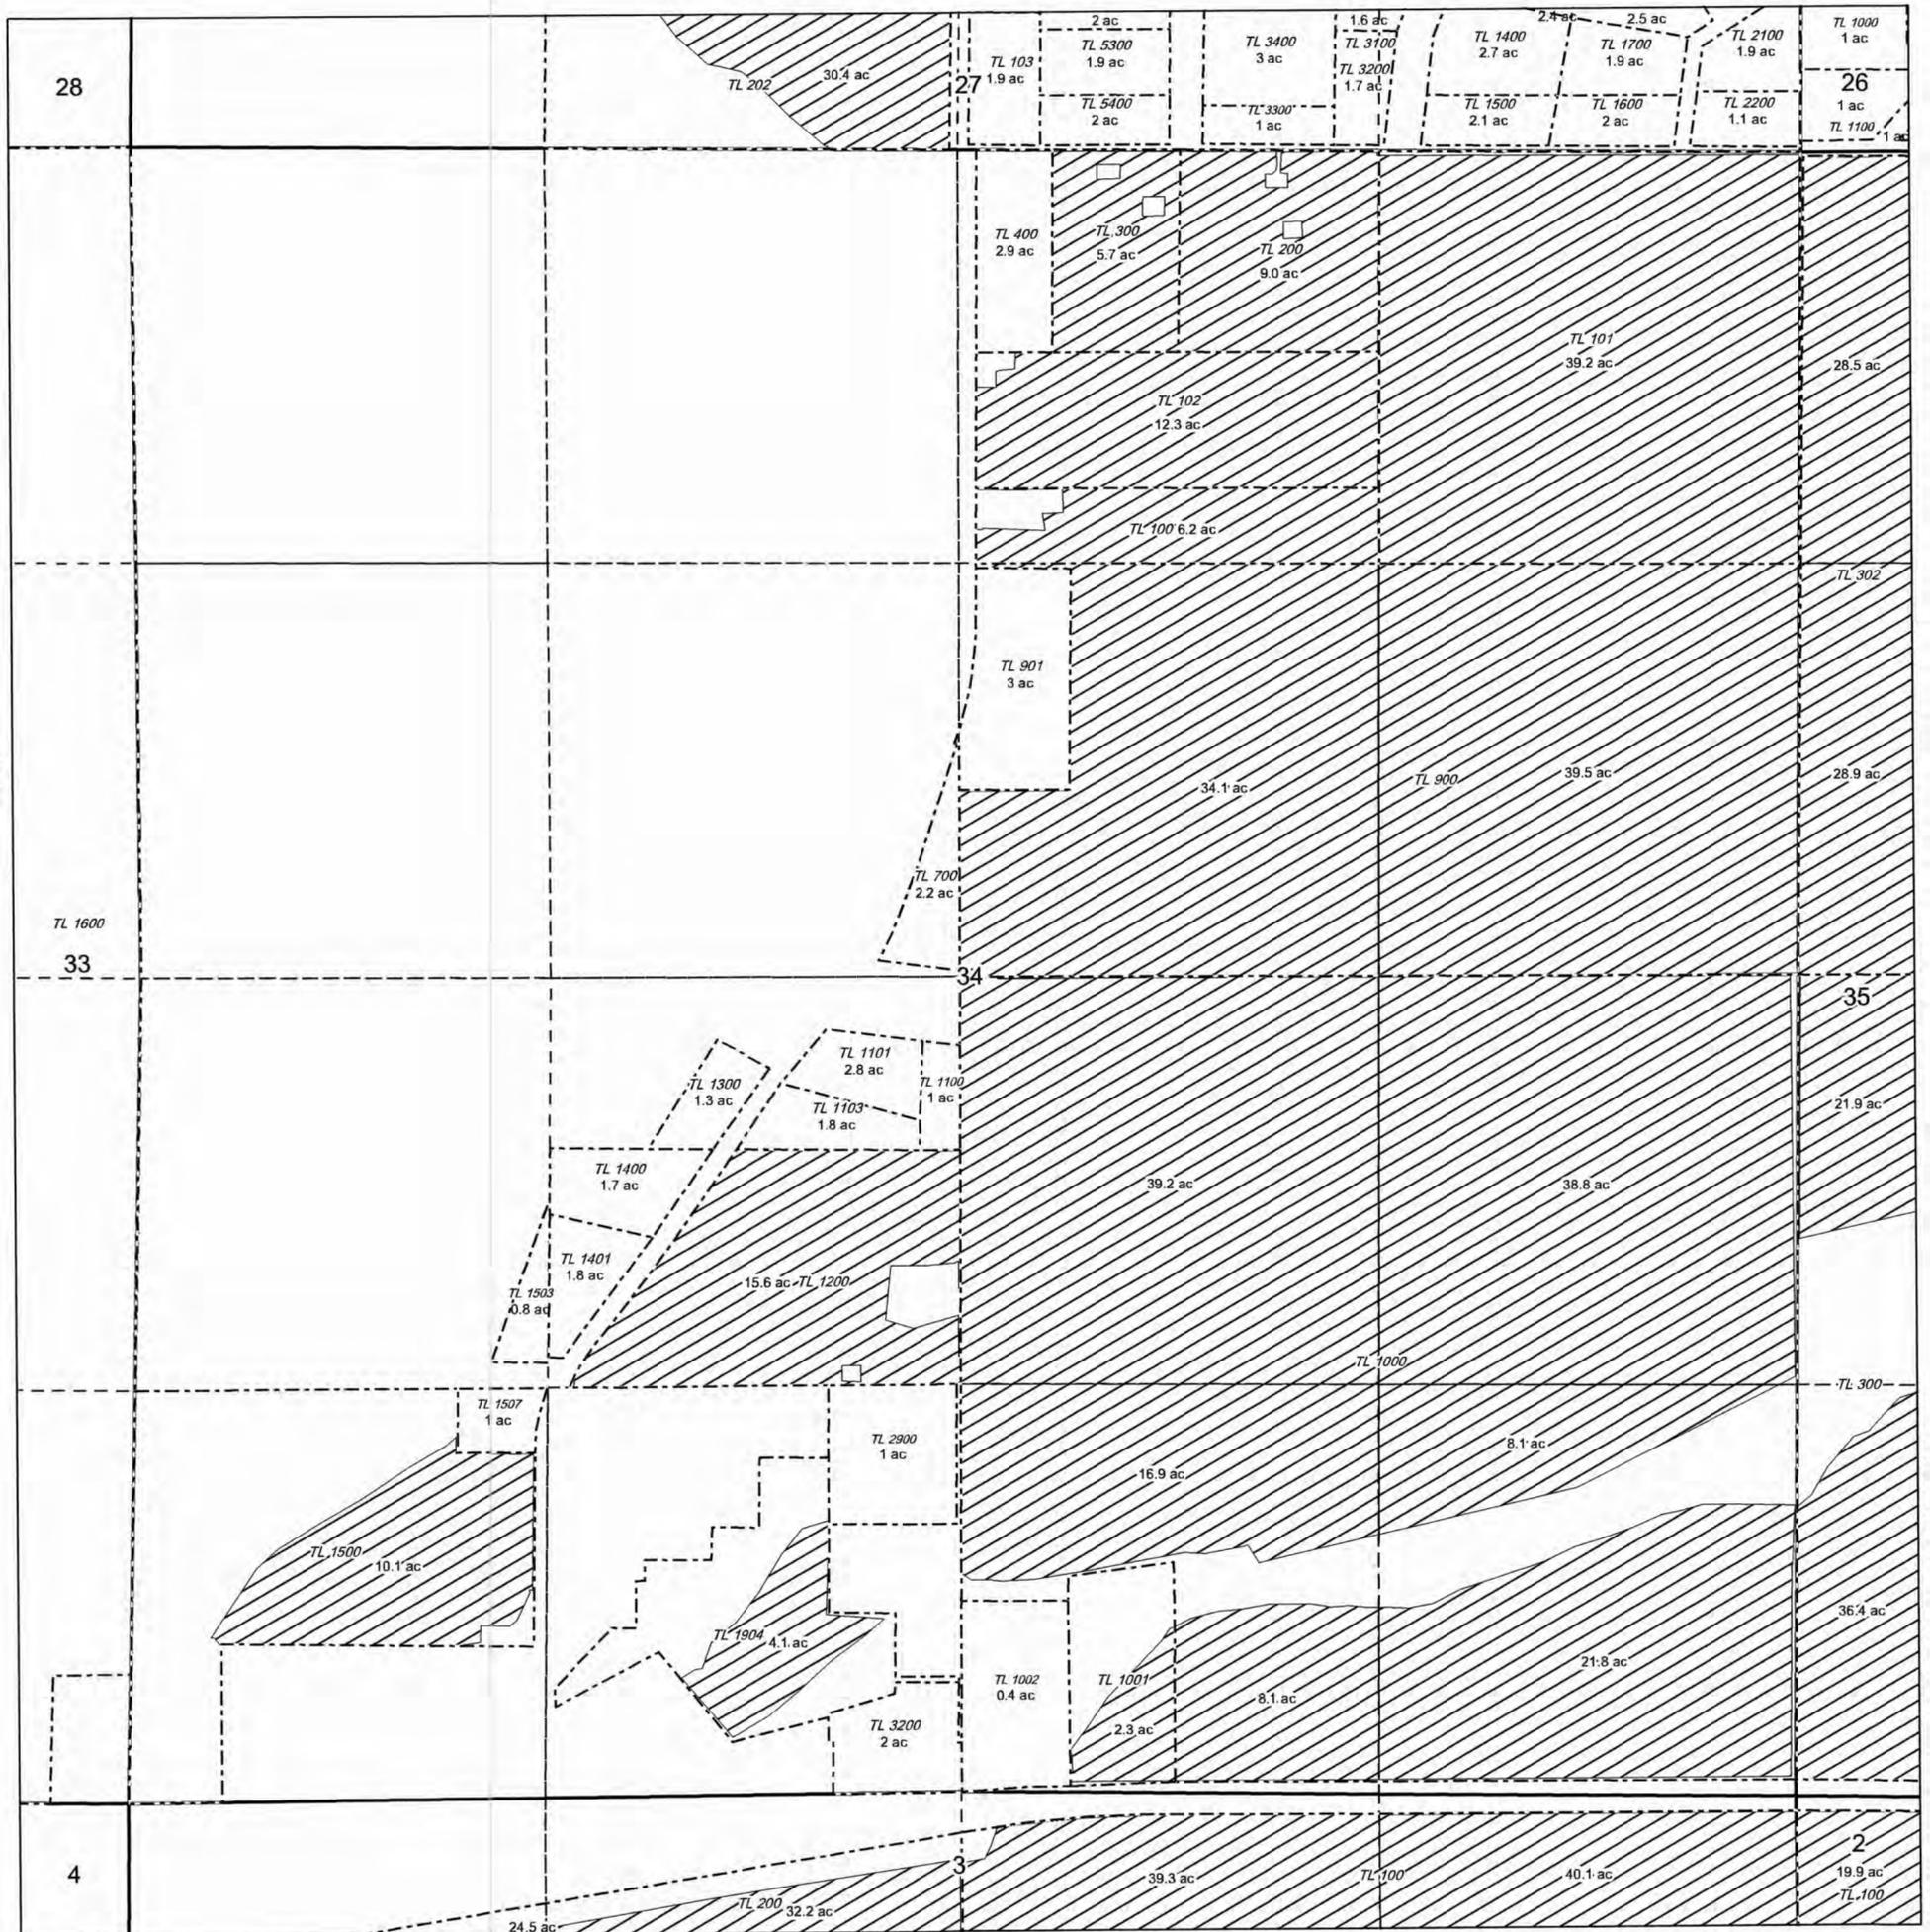 28
TL 202
30.4 ac
27
TL 103
1.9 ac
2 ac
TL 5300
1.9 ac
TL 5400
2 ac
TL 3400
3 ac
TL 3300
1 ac
1.6 ac
TL 3100
TL 3200
1.7 ac
TL 1400
2.7 ac
TL 1500
2.1 ac
2.4 ac
2.5 ac
TL 1700
1.9 ac
TL 1600
2 ac
TL 2100
1.9 ac
TL 2200
1.1 ac
TL 1000
1 ac
26
1 ac
TL 1100
1 ac
TL 400
2.9 ac
TL 300
5.7 ac
TL 200
9.0 ac
TL 101
39.2 ac
28.5 ac
TL 102
12.3 ac
TL 100 6.2 ac
TL 302
TL 901
3 ac
34.1 ac
TL 900
39.5 ac
28.9 ac
TL 700
2.2 ac
TL 1600
33
34
35
TL 1300
1.3 ac
TL 1101
2.8 ac
TL 1100
1 ac
TL 1103
1.8 ac
21.9 ac
TL 1400
1.7 ac
39.2 ac
38.8 ac
TL 1401
1.8 ac
TL 1503
0.8 ac
15.6 ac TL 1200
TL 1000
TL 300
TL 1507
1 ac
TL 2900
1 ac
16.9 ac
8.1 ac
TL 1500
10.1 ac
TL 1904
4.1 ac
TL 1002
0.4 ac
TL 1001
2.3 ac
8.1 ac
21.8 ac
36.4 ac
TL 3200
2 ac
4
3
2
39.3 ac
TL 100
40.1 ac
19.9 ac
TL 100
TL 200
32.2 ac
24.5 ac